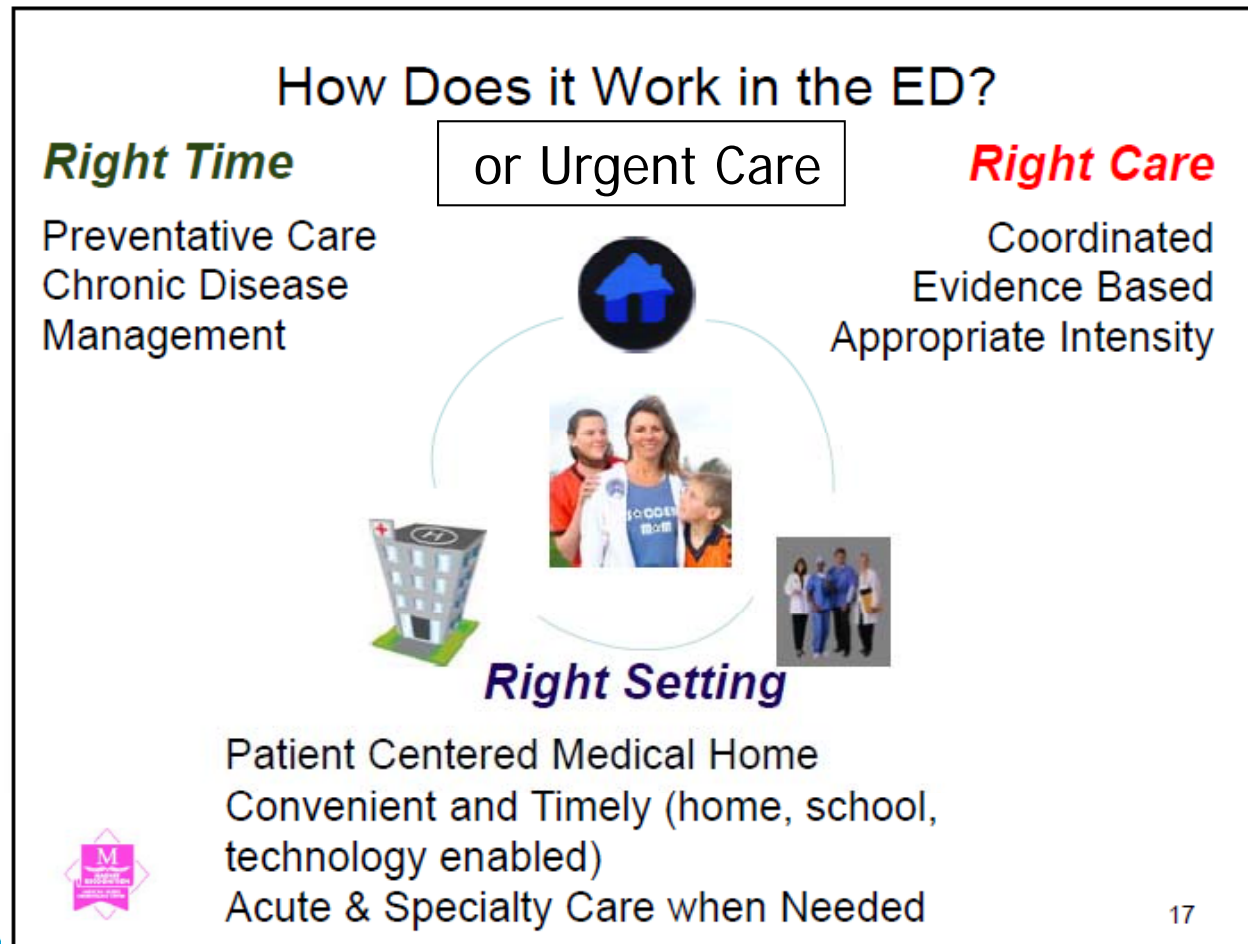 How Does it Work in the ED?
or Urgent Care
Right Time
Preventative Care
Chronic Disease
Management
Right Care
Coordinated
Evidence Based
Appropriate Intensity
H
SOCCER
MOM
Right Setting
Patient Centered Medical Home
Convenient and Timely (home, school,
technology enabled)
Acute & Specialty Care when Needed
M
17